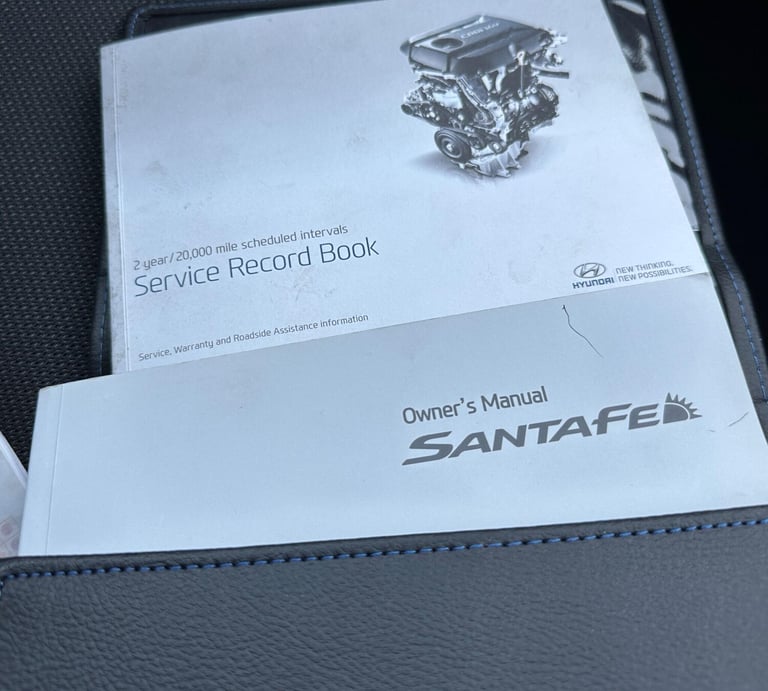 2 year/20,000 mile scheduled intervals
Service Record Book
HYUNDAI
NEW THINKING.
NEW POSSIBILITIES.
Service, Warranty and Roadside Assistance information
Owner's Manual
SANTAFE